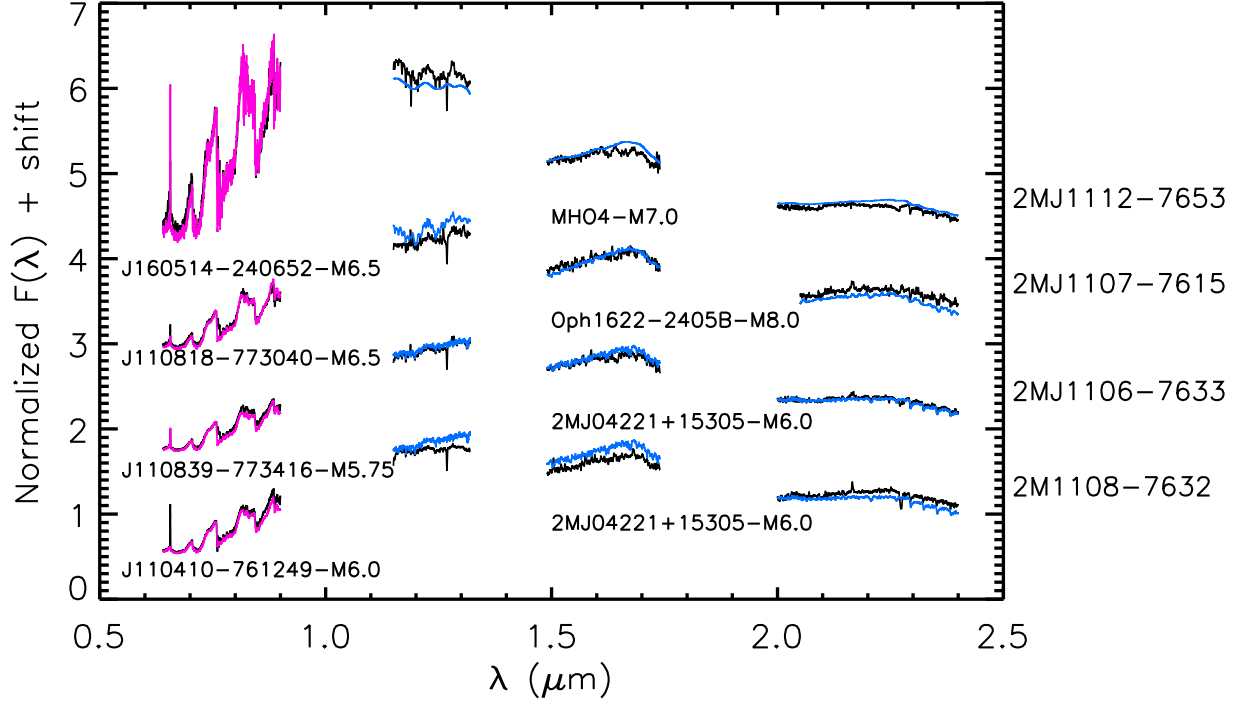 7
6
5
4
3
2
1
0
Normalized F(λ) + shift
MHO4−M7.0
2MJ1112−7653
J160514−240652−M6.5
2MJ1107−7615
Oph1622−2405B−M8.0
J110818−773040−M6.5
2MJ1106−7633
2MJ04221+15305−M6.0
J110839−773416−M5.75
2M1108−7632
2MJ04221+15305−M6.0
J110410−761249−M6.0
0.5 1.0 1.5 2.0 2.5
λ (μm)